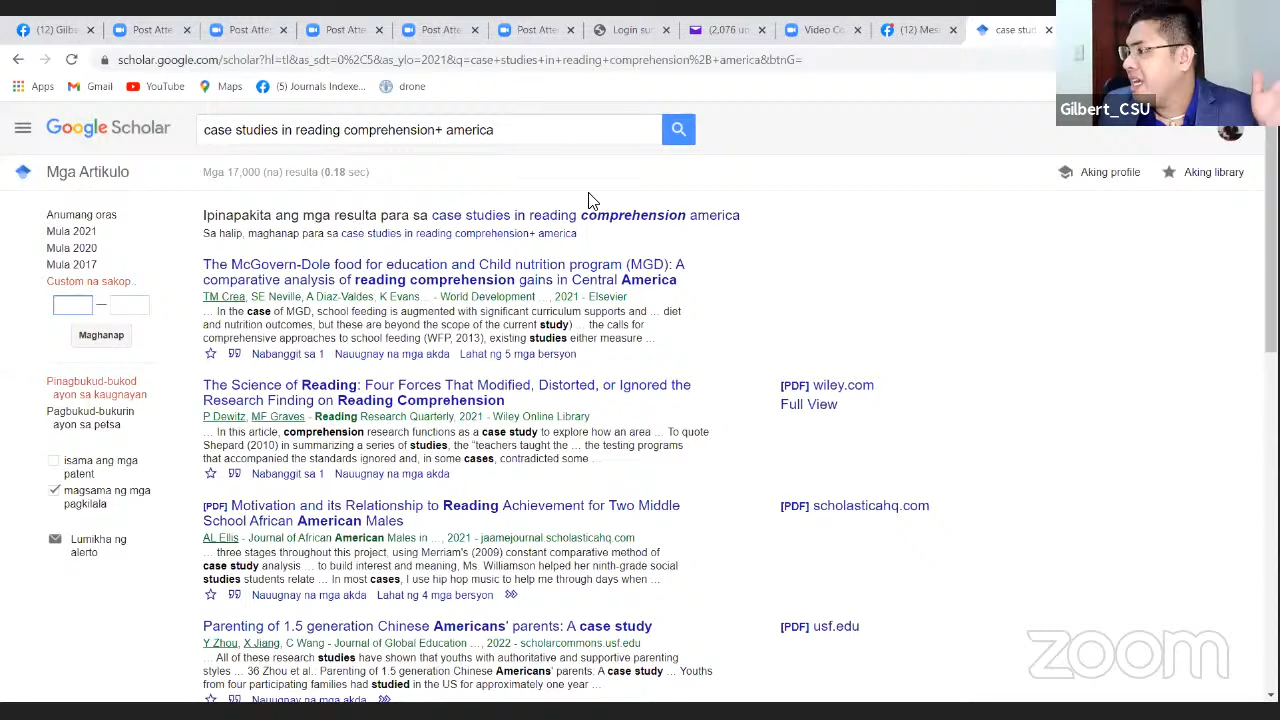 (12) Gilb
Post Atte
Post Atte
Post Atte
Post Atte
Post Atte
Login su
(2,076 un
Video Co
(12) Mes
case stud
scholar.google.com/scholar?hl=tl&as_sdt=0%2C5&as_ylo=2021&q=case+studies+in+reading+comprehension%2B+america&btnG=
Apps
Gmail
YouTube
Maps
(5) Journals Indexe...
drone
Gilbert_CSU
Google Scholar
case studies in reading comprehension+ america
Mga Artikulo
Mga 17,000 (na) resulta (0.18 sec)
Aking profile
Aking library
Anumang oras
Mula 2021
Mula 2020
Mula 2017
Custom na sakop..
—
Maghanap
Pinagbukud-bukod
ayon sa kaugnayan
Pagbukud-bukurin
ayon sa petsa
isama ang mga
patent
magsama ng mga
pagkilala
Lumikha ng
alerto
Ipinapakita ang mga resulta para sa case studies in reading comprehension america
Sa halip, maghanap para sa case studies in reading comprehension+ america
The McGovern-Dole food for education and Child nutrition program (MGD): A
comparative analysis of reading comprehension gains in Central America
TM Crea, SE Neville, A Diaz-Valdes, K Evans... - World Development ..., 2021 - Elsevier
... In the case of MGD, school feeding is augmented with significant curriculum supports and ... diet
and nutrition outcomes, but these are beyond the scope of the current study) ... the calls for
comprehensive approaches to school feeding (WFP, 2013), existing studies either measure ...
Nabanggit sa 1 Nauugnay na mga akda Lahat ng 5 mga bersyon
The Science of Reading: Four Forces That Modified, Distorted, or Ignored the
Research Finding on Reading Comprehension
P Dewitz, MF Graves - Reading Research Quarterly, 2021 - Wiley Online Library
... In this article, comprehension research functions as a case study to explore how an area ... To quote
Shepard (2010) in summarizing a series of studies, the "teachers taught the ... the testing programs
that accompanied the standards ignored and, in some cases, contradicted some ...
Nabanggit sa 1 Nauugnay na mga akda
[PDF] wiley.com
Full View
[PDF] Motivation and its Relationship to Reading Achievement for Two Middle
School African American Males
AL Ellis - Journal of African American Males in ..., 2021 - jaamejournal.scholasticahq.com
... three stages throughout this project, using Merriam's (2009) constant comparative method of
case study analysis ... to build interest and meaning, Ms. Williamson helped her ninth-grade social
studies students relate ... In most cases, I use hip hop music to help me through days when ...
Nauugnay na mga akda Lahat ng 4 mga bersyon
[PDF] scholasticahq.com
Parenting of 1.5 generation Chinese Americans' parents: A case study
Y Zhou, X Jiang, C Wang - Journal of Global Education ..., 2022 - scholarcommons.usf.edu
... All of these research studies have shown that youths with authoritative and supportive parenting
styles ... 36 Zhou et al.. Parenting of 1.5 generation Chinese Americans' parents: A case study ... Youths
from four participating families had studied in the US for approximately one year ...
Nauugnay na mga akda
[PDF] usf.edu
zoom